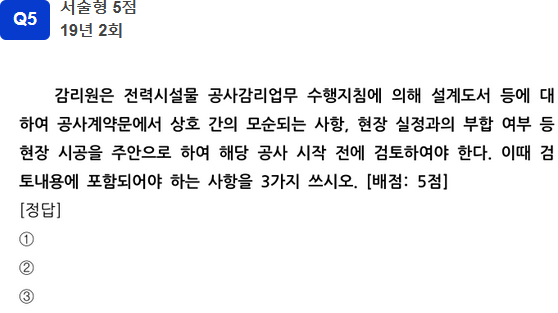 Q5
서술형 5점
19년 2회
감리원은 전력시설물 공사감리업무 수행지침에 의해 설계도서 등에 대
하여 공사계약문에서 상호 간의 모순되는 사항, 현장 실정과의 부합 여부 등
현장 시공을 주안으로 하여 해당 공사 시작 전에 검토하여야 한다. 이때 검
토내용에 포함되어야 하는 사항을 3가지 쓰시오. [배점: 5점]
[정답]
①
②
③